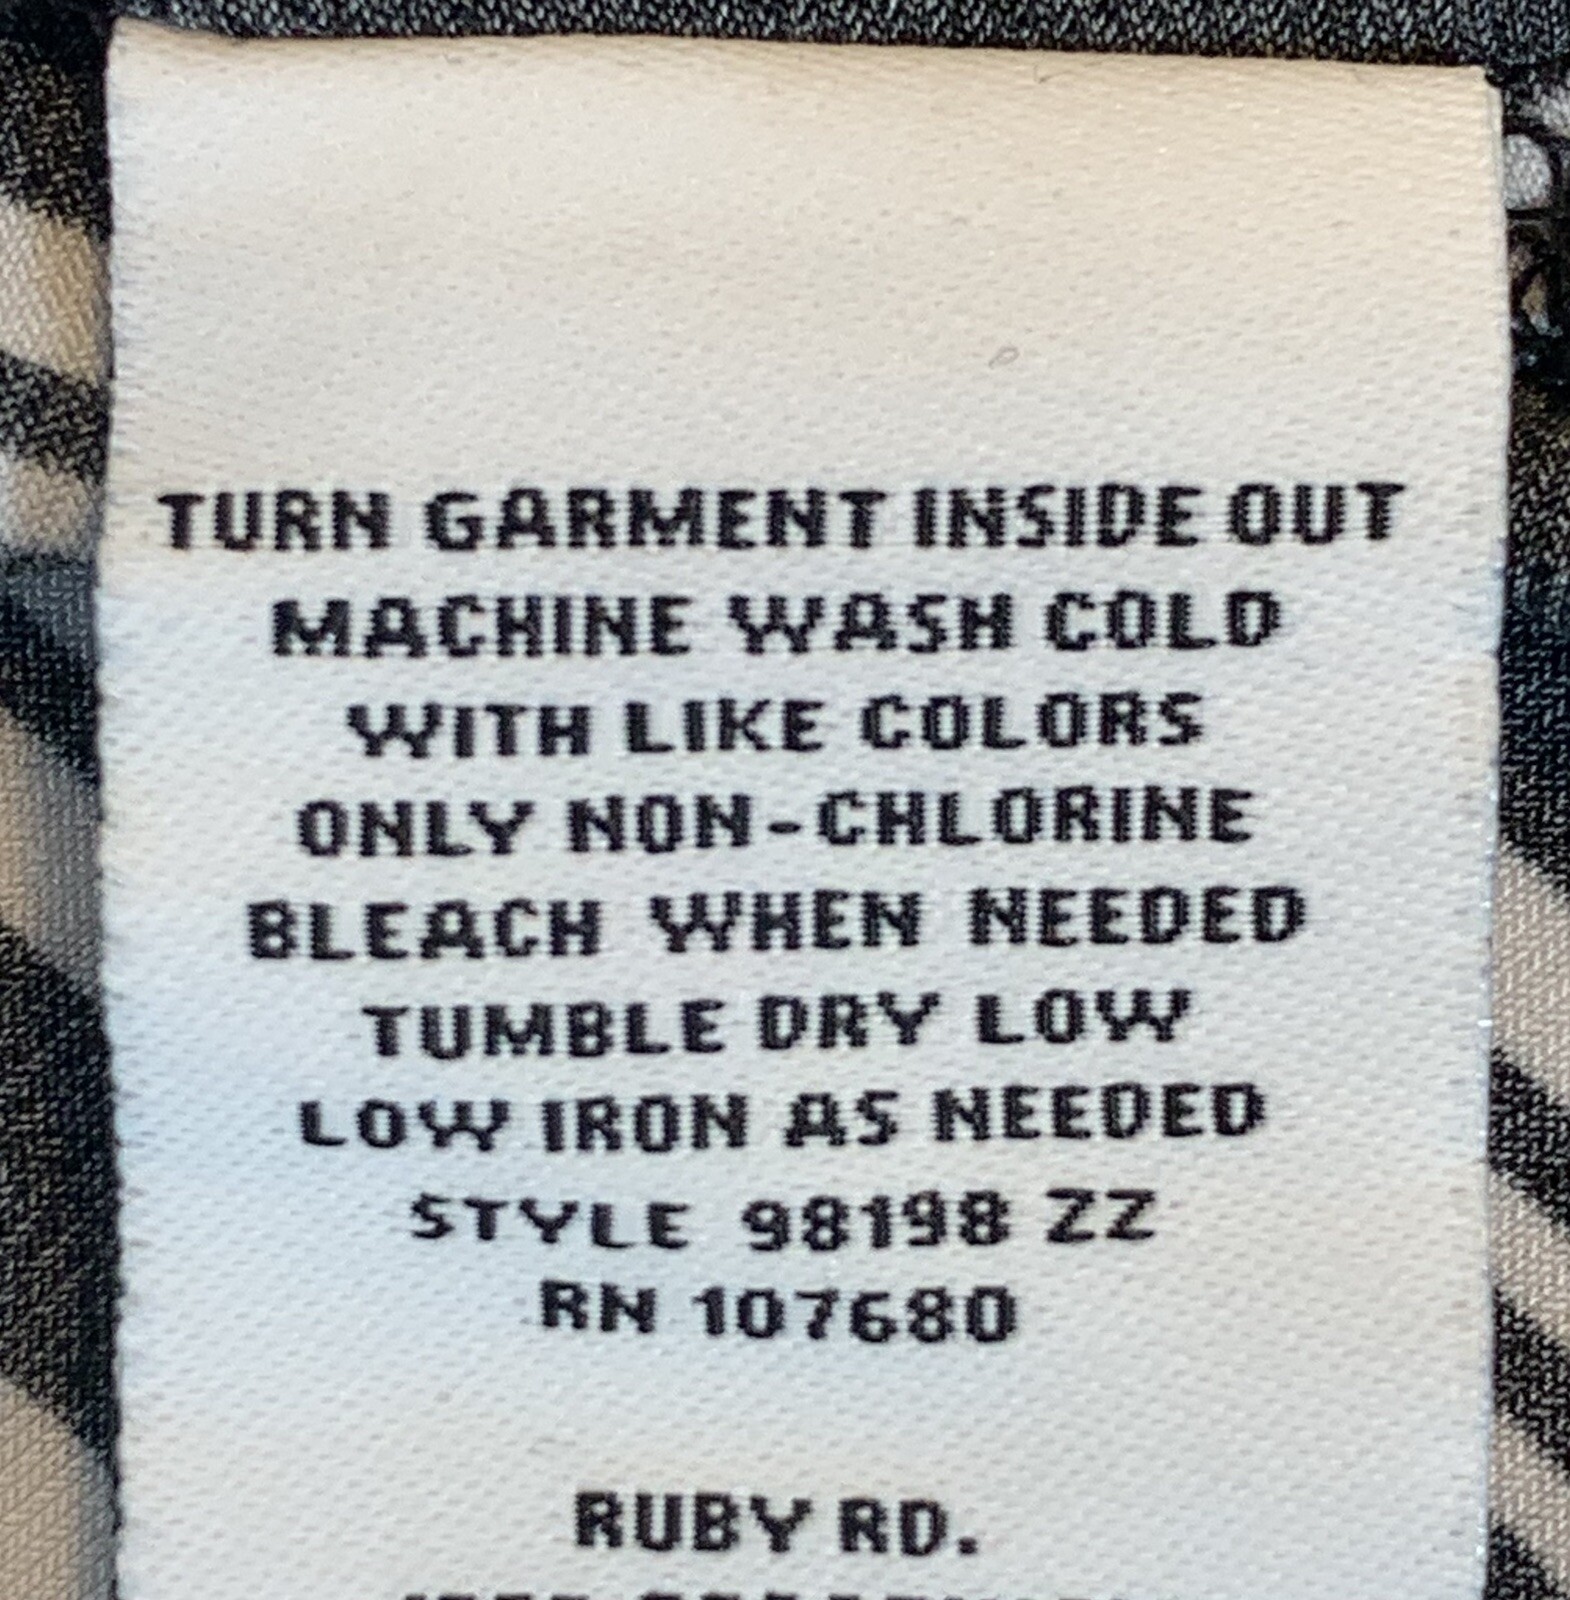 TURN GARMENT INSIDE OUT
MACHINE WASH COLD
WITH LIKE COLORS
ONLY NON-CHLORINE
BLEACH WHEN NEEDED
TUMBLE DRY LOW
LOW IRON AS NEEDED
STYLE 98198 ZZ
RN 107680
RUBY RD.